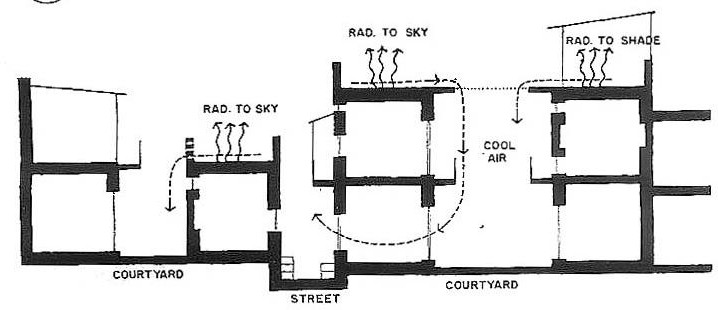 RAD. TO SKY
RAD. TO SHADE
RAD. TO SKY
COOL
AIR
COURTYARD
STREET
COURTYARD